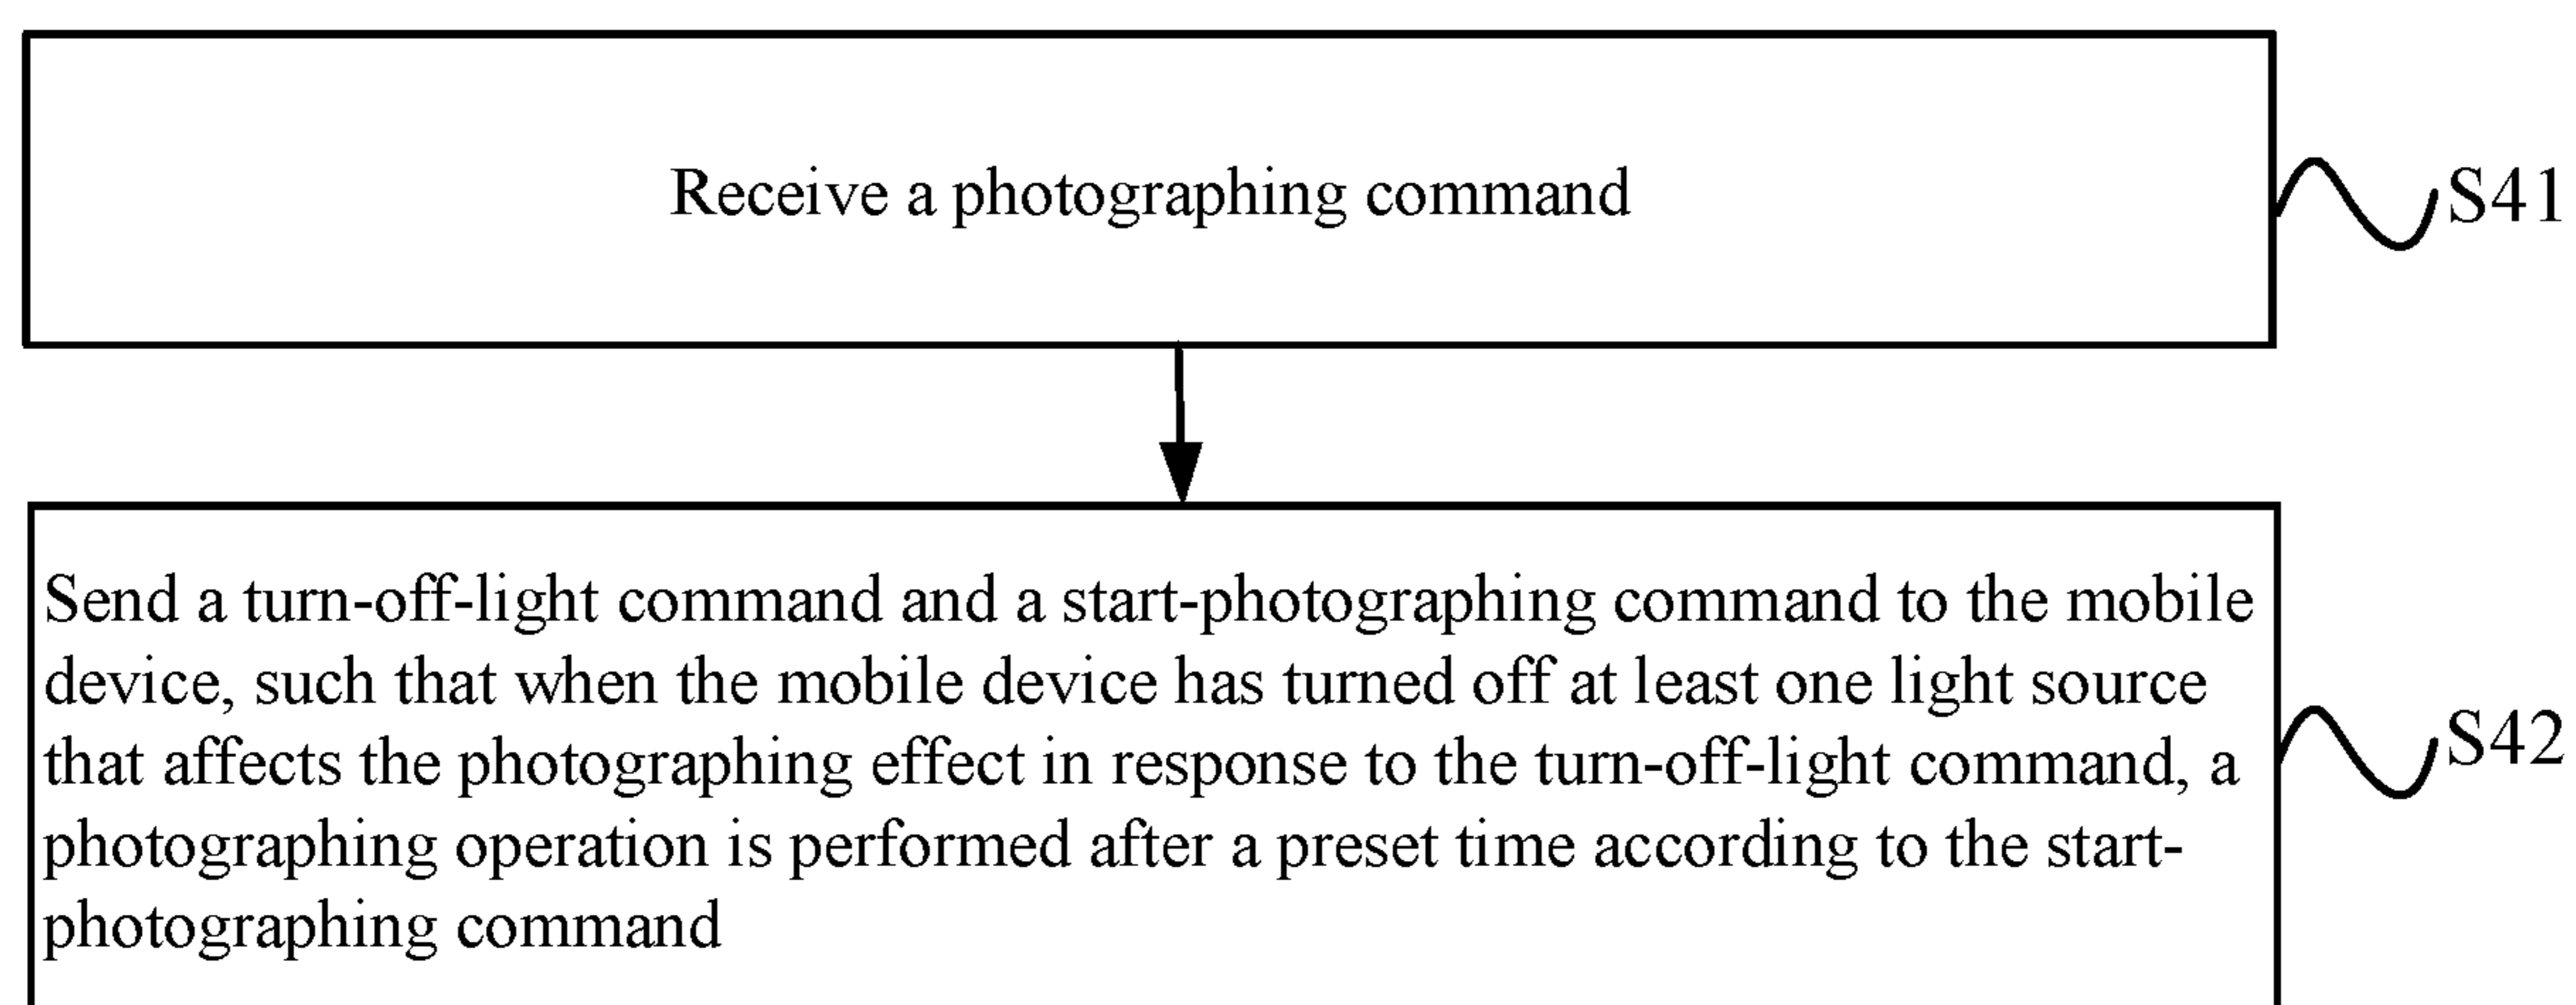 Receive a photographing command
S41
Send a turn-off-light command and a start-photographing command to the mobile
device, such that when the mobile device has turned off at least one light source
that affects the photographing effect in response to the turn-off-light command, a
photographing operation is performed after a preset time according to the start-
photographing command
S42